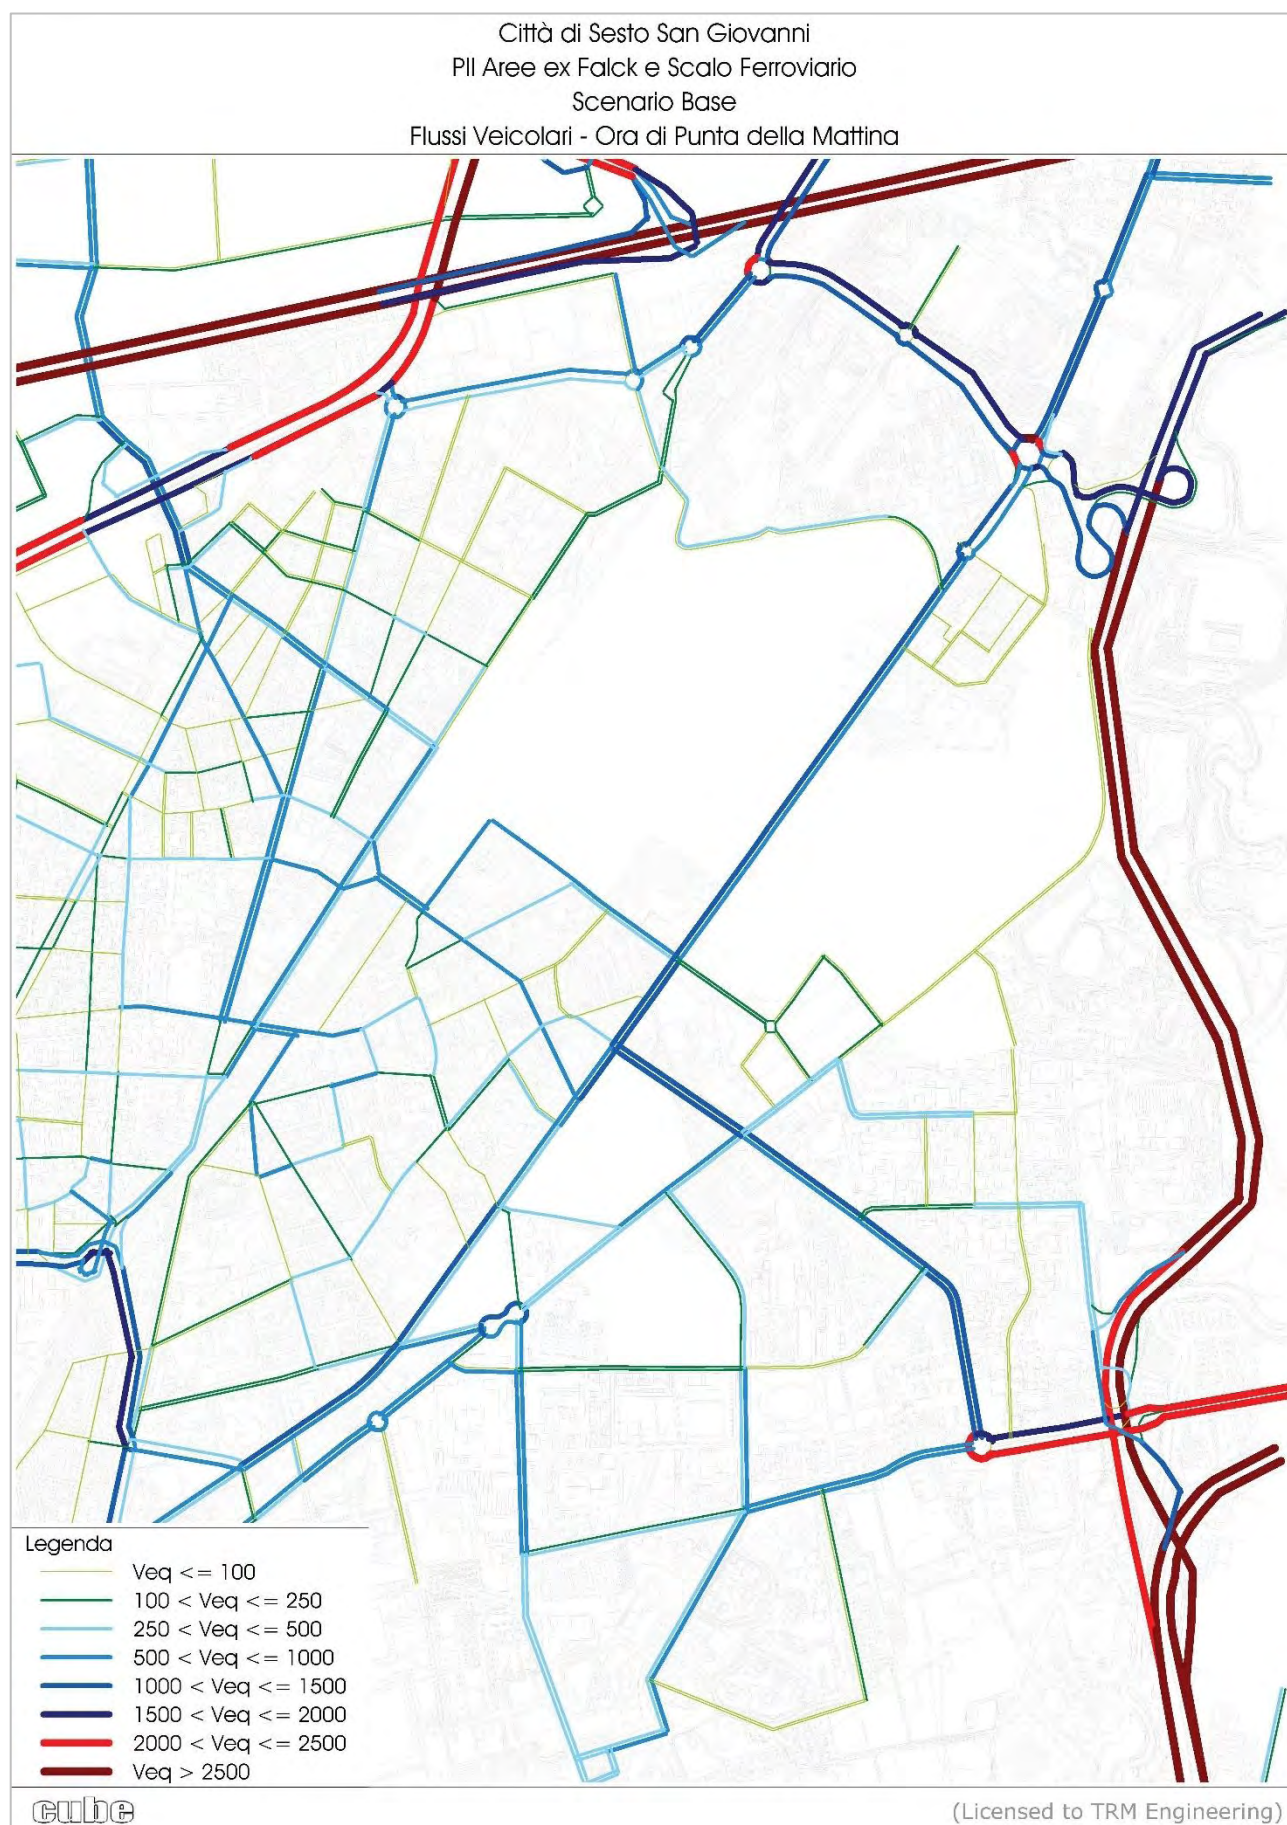 Città di Sesto San Giovanni
PII Aree ex Falck e Scalo Ferroviario
Scenario Base
Flussi Veicolari - Ora di Punta della Mattina
Legenda
Veq <= 100
100 < Veq <= 250
250 < Veq <= 500
500 < Veq <= 1000
1000 < Veq <= 1500
1500 < Veq <= 2000
2000 < Veq <= 2500
Veq > 2500
cube
(Licensed to TRM Engineering)